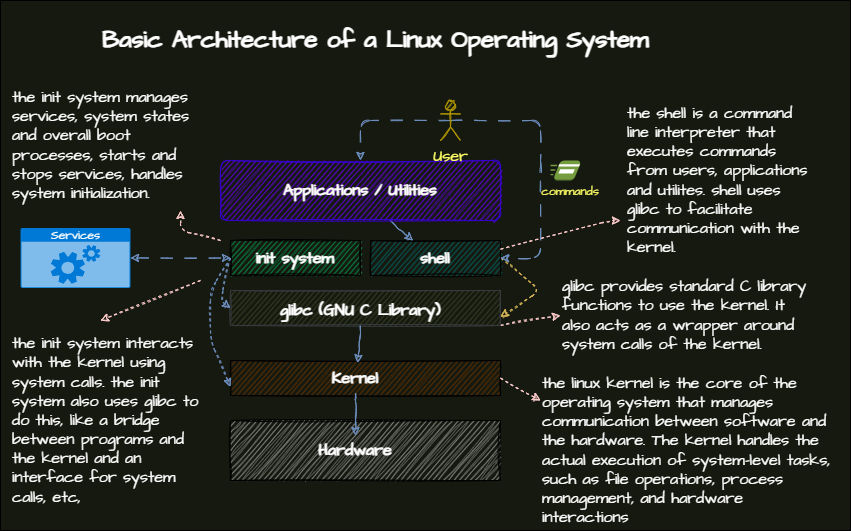 Basic Architecture of a Linux Operating System
the init system manages
services, system states
and overall boot
processes, starts and
stops services, handles
system initialization.
User
commands
the shell is a command
line interpreter that
executes commands
from users, applications
and utilites. shell uses
glibc to facilitate
communication with the
kernel.
Applications / Utilities
Services
init system
shell
glibc (GNU C Library)
glibc provides standard C library
functions to use the kernel. It
also acts as a wrapper around
system calls of the kernel.
the init system interacts
with the kernel using
system calls. the init
system also uses glibc to
do this, like a bridge
between programs and
the kernel and an
interface for system
calls, etc,
Kernel
Hardware
the linux kernel is the core of the
operating system that manages
communication between software and
the hardware. The kernel handles the
actual execution of system-level tasks,
such as file operations, process
management, and hardware
interactions